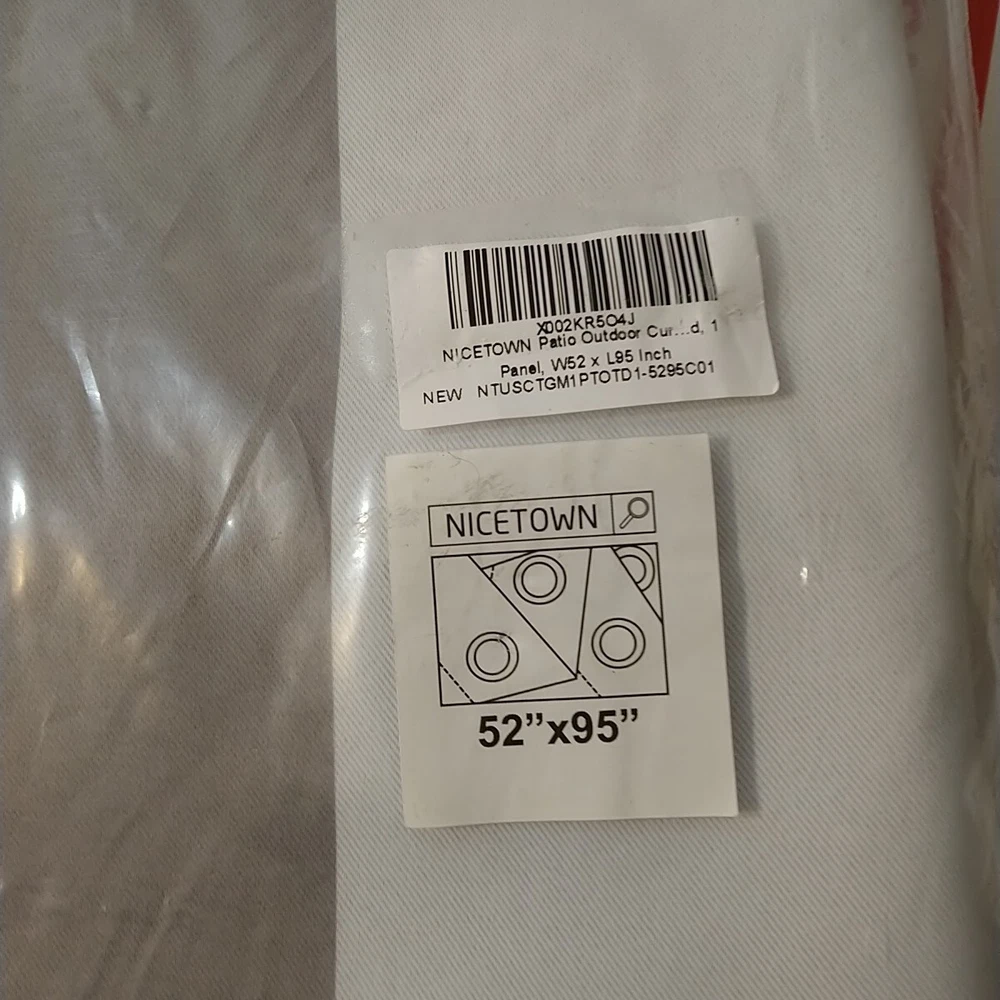 X002KR5O4J
NICETOWN Patio Outdoor Cur...d, 1
Panel, W52 x L95 Inch
NEW NTUSCTGM1PTOTD1-5295C01
NICETOWN
52”x95”